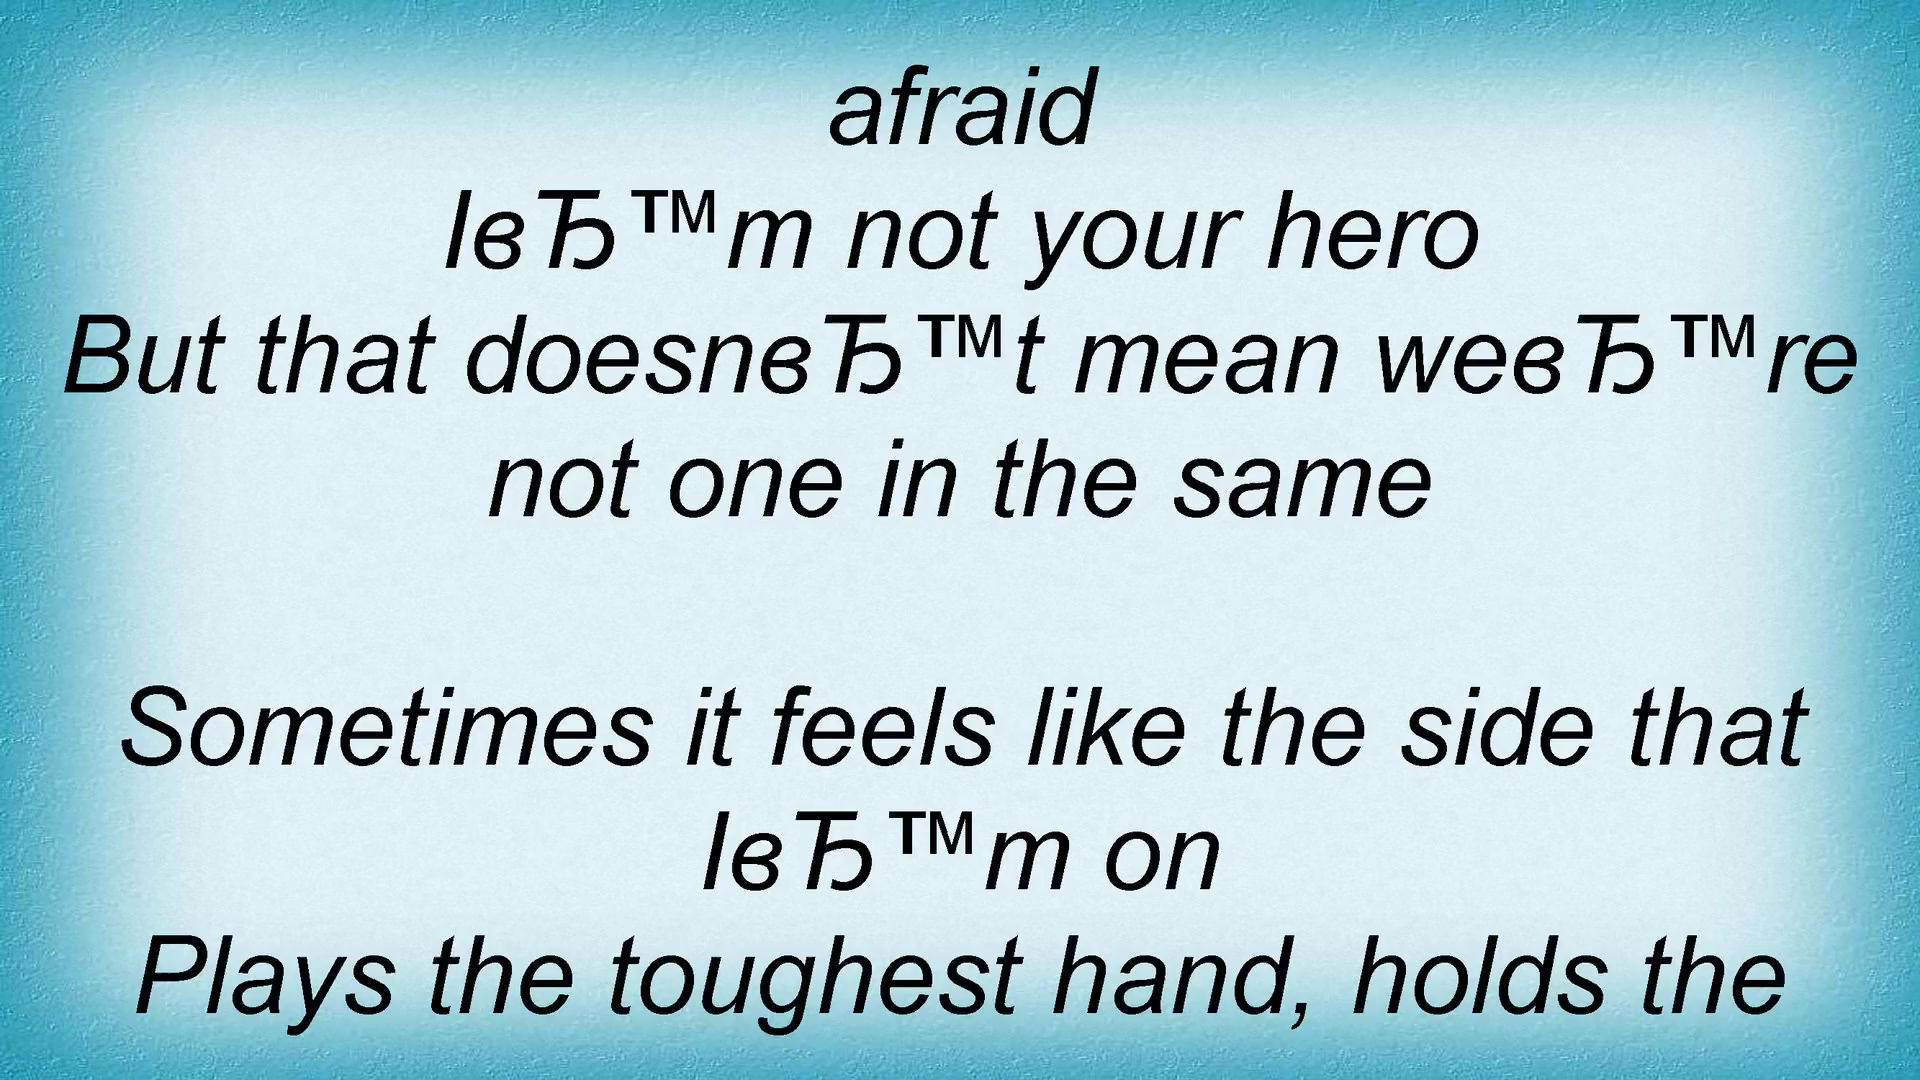 afraid
IвЂ™m not your hero
But that doesnвЂ™t mean weвЂ™re
not one in the same
Sometimes it feels like the side that
IвЂ™m on
Plays the toughest hand, holds the